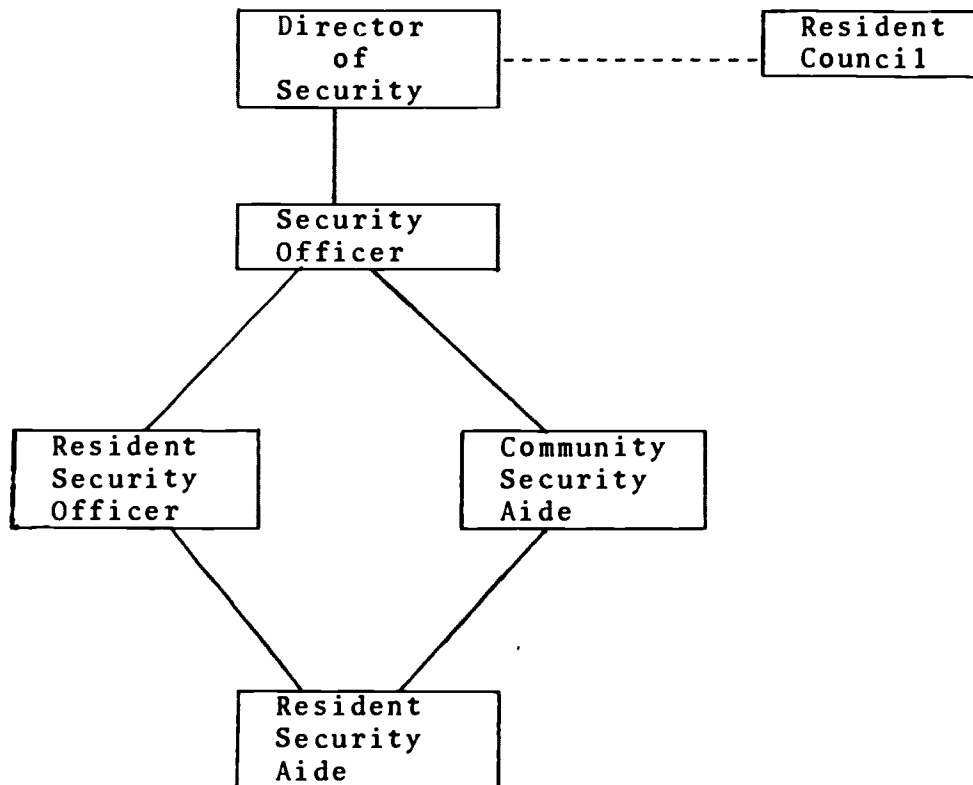 Director
of
Security
Resident
Council
Security
Officer
Resident
Security
Officer
Community
Security
Aide
Resident
Security
Aide